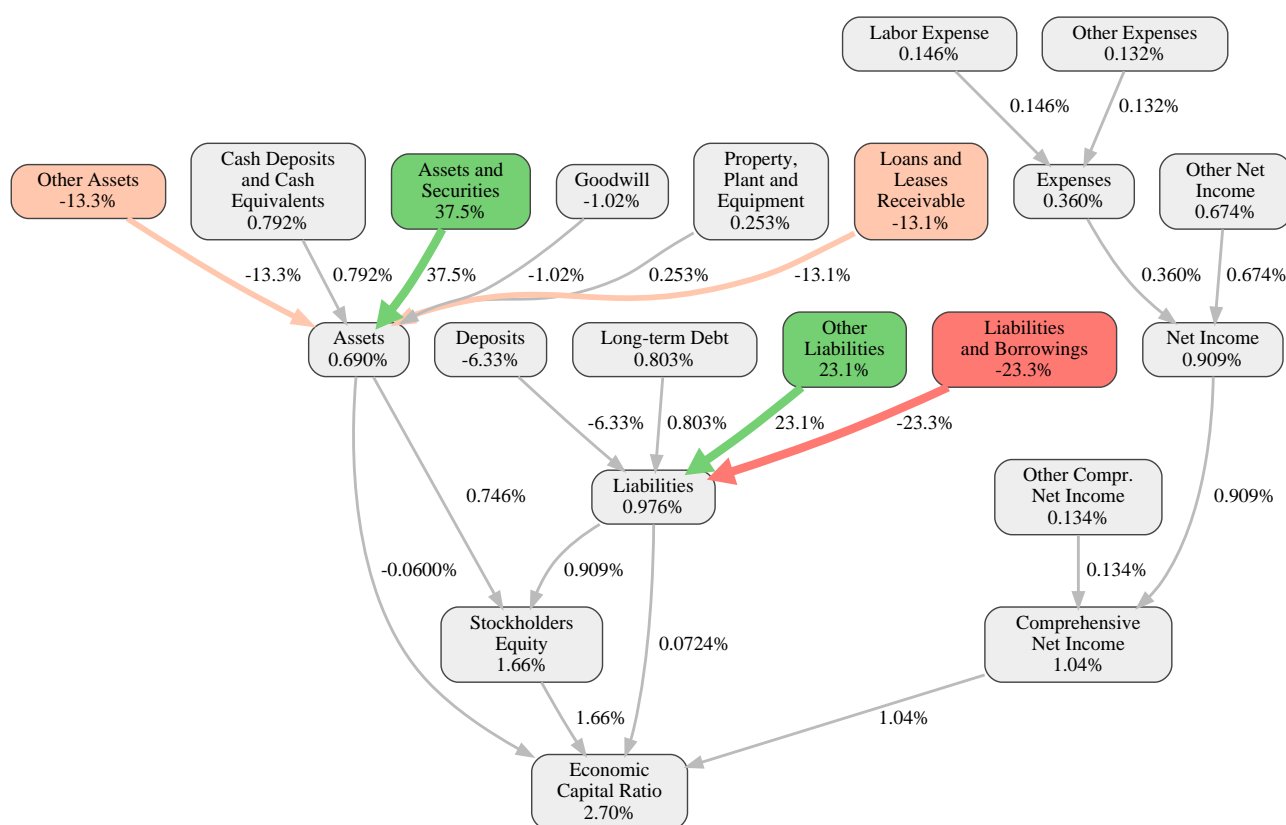 Labor Expense
0.146%
Other Expenses
0.132%
0.146%
0.132%
Other Assets
-13.3%
Cash Deposits
and Cash
Equivalents
0.792%
Assets and
Securities
37.5%
Goodwill
-1.02%
Property,
Plant and
Equipment
0.253%
Loans and
Leases
Receivable
-13.1%
Expenses
0.360%
Other Net
Income
0.674%
-13.3%
0.792%
37.5%
-1.02%
0.253%
-13.1%
0.360%
0.674%
Assets
0.690%
Deposits
-6.33%
Long-term Debt
0.803%
Other
Liabilities
23.1%
Liabilities
and Borrowings
-23.3%
Net Income
0.909%
-6.33%
0.803%
23.1%
-23.3%
Liabilities
0.976%
Other Compr.
Net Income
0.134%
0.746%
0.909%
-0.0600%
0.909%
0.134%
Stockholders
Equity
1.66%
0.0724%
Comprehensive
Net Income
1.04%
1.66%
1.04%
Economic
Capital Ratio
2.70%